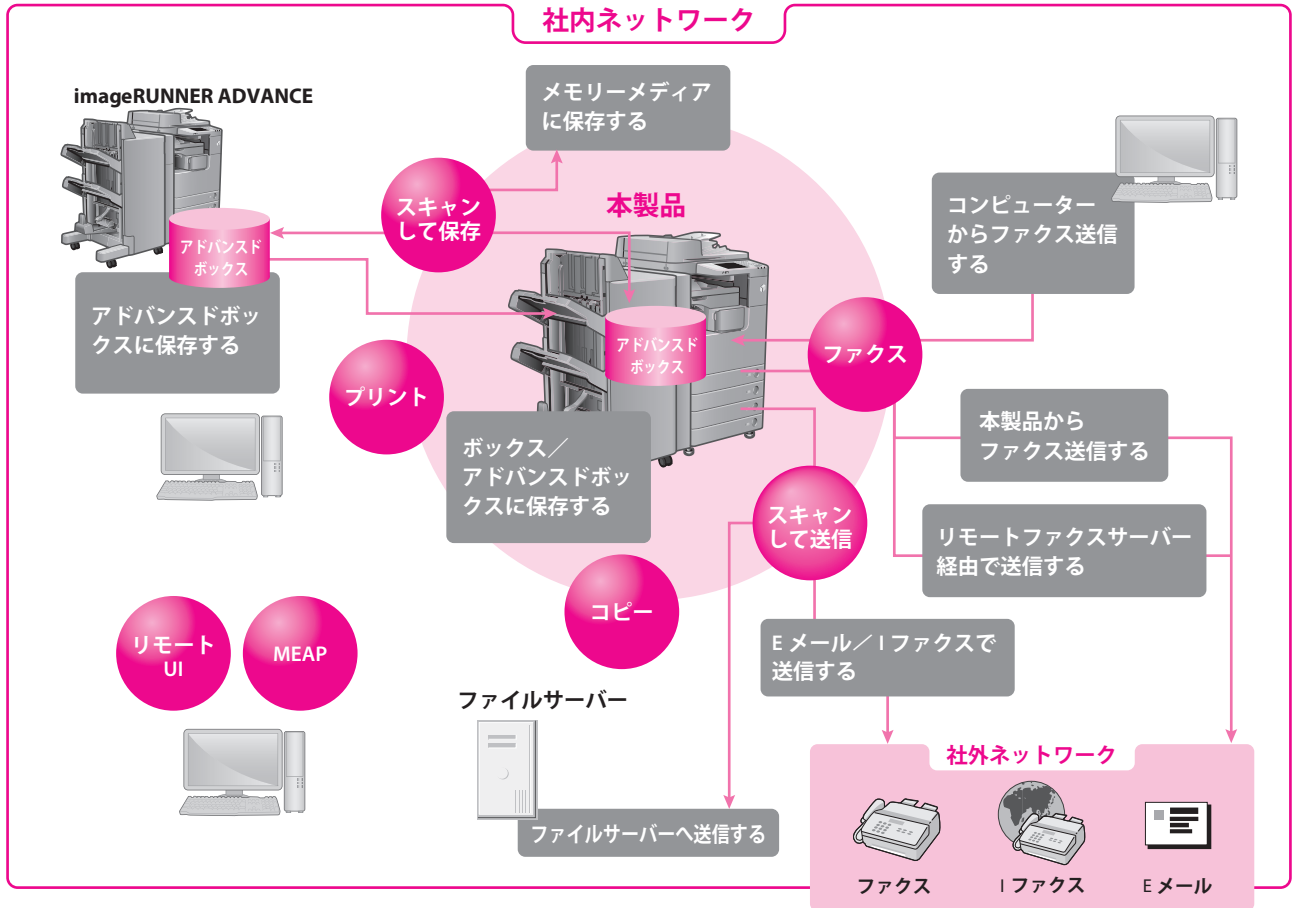 社内ネットワーク
imageRUNNER ADVANCE
メモリーメディア
に保存する
スキャン
して保存
本製品
コンピューター
からファクス送信
する
アドバンスド
ボックス
アドバンスドボッ
クスに保存する
アドバンスド
ボックス
ファクス
プリント
ボックス／
アドバンスドボッ
クスに保存する
本製品から
ファクス送信する
スキャン
して送信
リモートファクスサーバー
経由で送信する
コピー
リモート
UI
MEAP
E メール／I ファクスで
送信する
ファイルサーバー
ファイルサーバーへ送信する
社外ネットワーク
ファクス
I ファクス
E メール